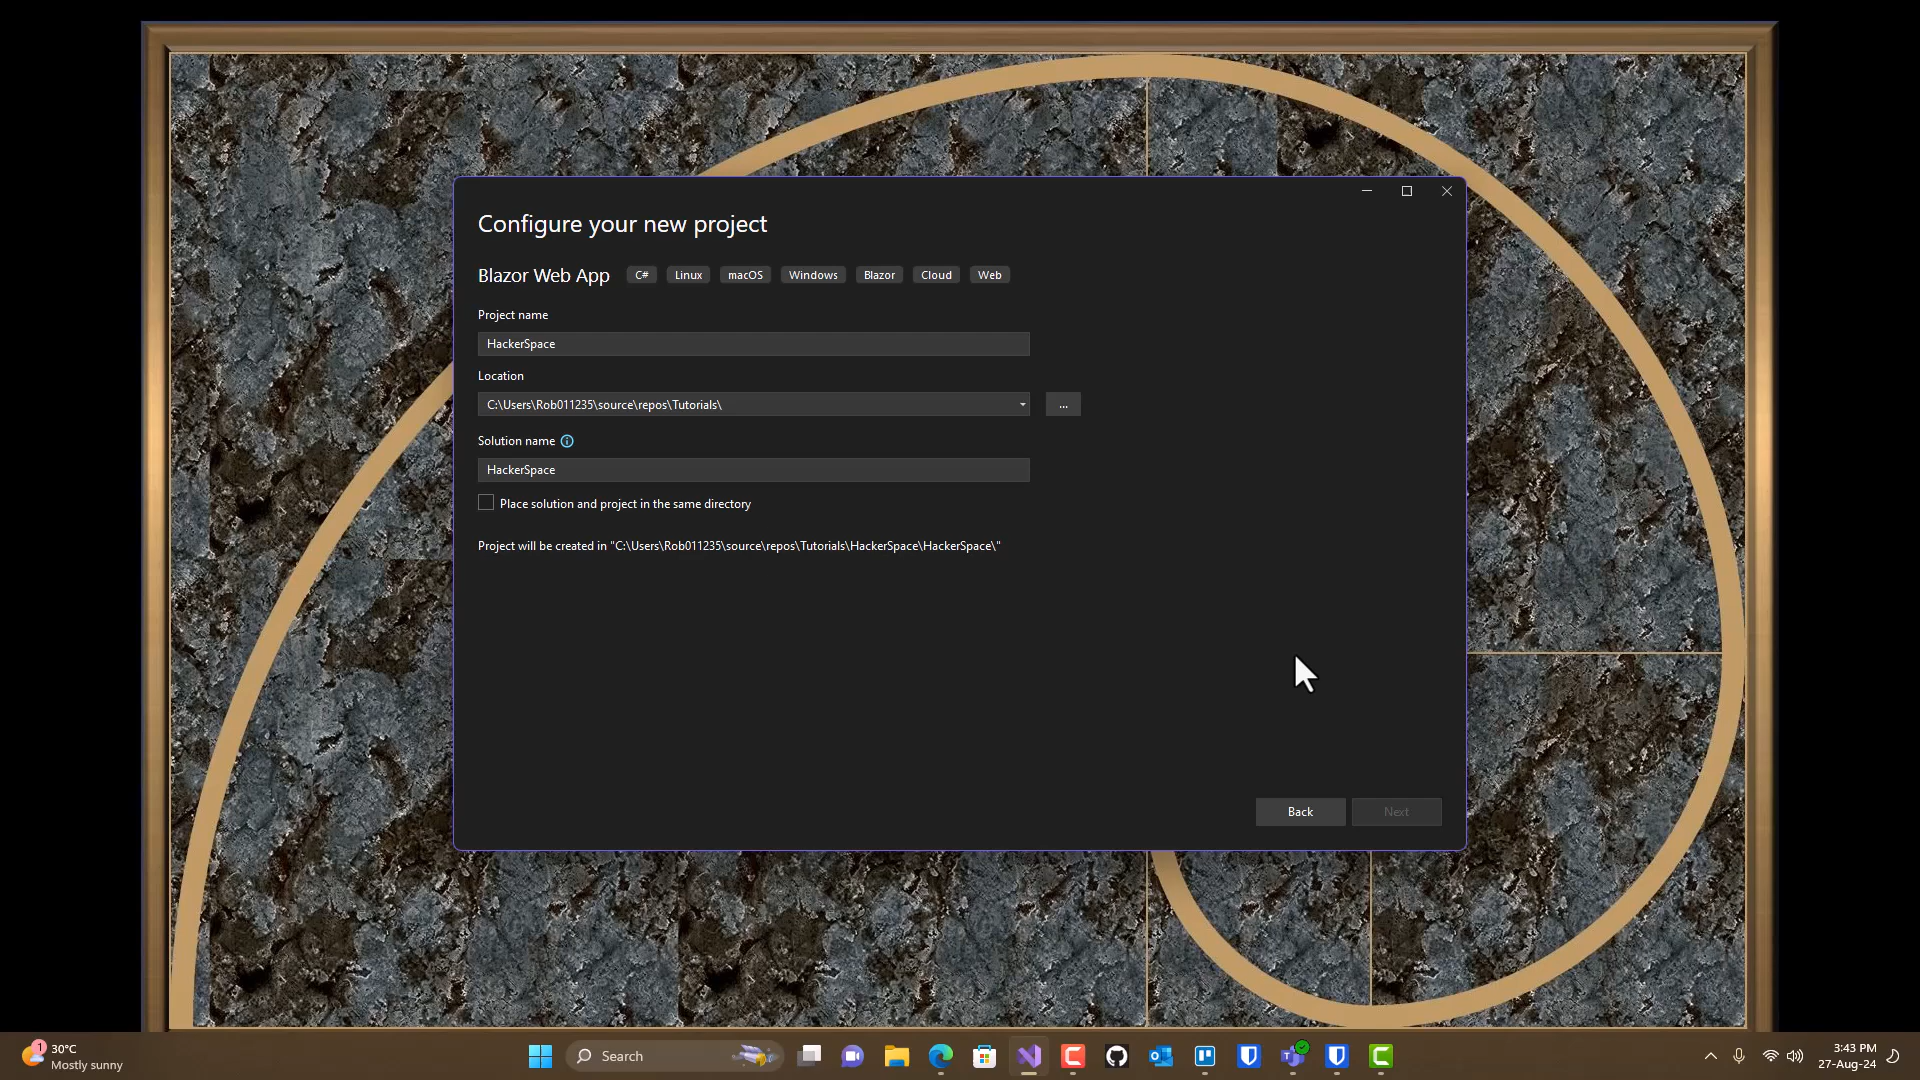 Configure your new project
Blazor Web App C# Linux macOS Windows Blazor Cloud Web
Project name
HackerSpace
Location
C:\Users\Rob011235\source\repos\Tutorials\
...
Solution name
HackerSpace
Place solution and project in the same directory
Project will be created in "C:\Users\Rob011235\source\repos\Tutorials\HackerSpace\HackerSpace\"
Back Next
1
30°C
Mostly sunny
Search
3:43 PM
27-Aug-24